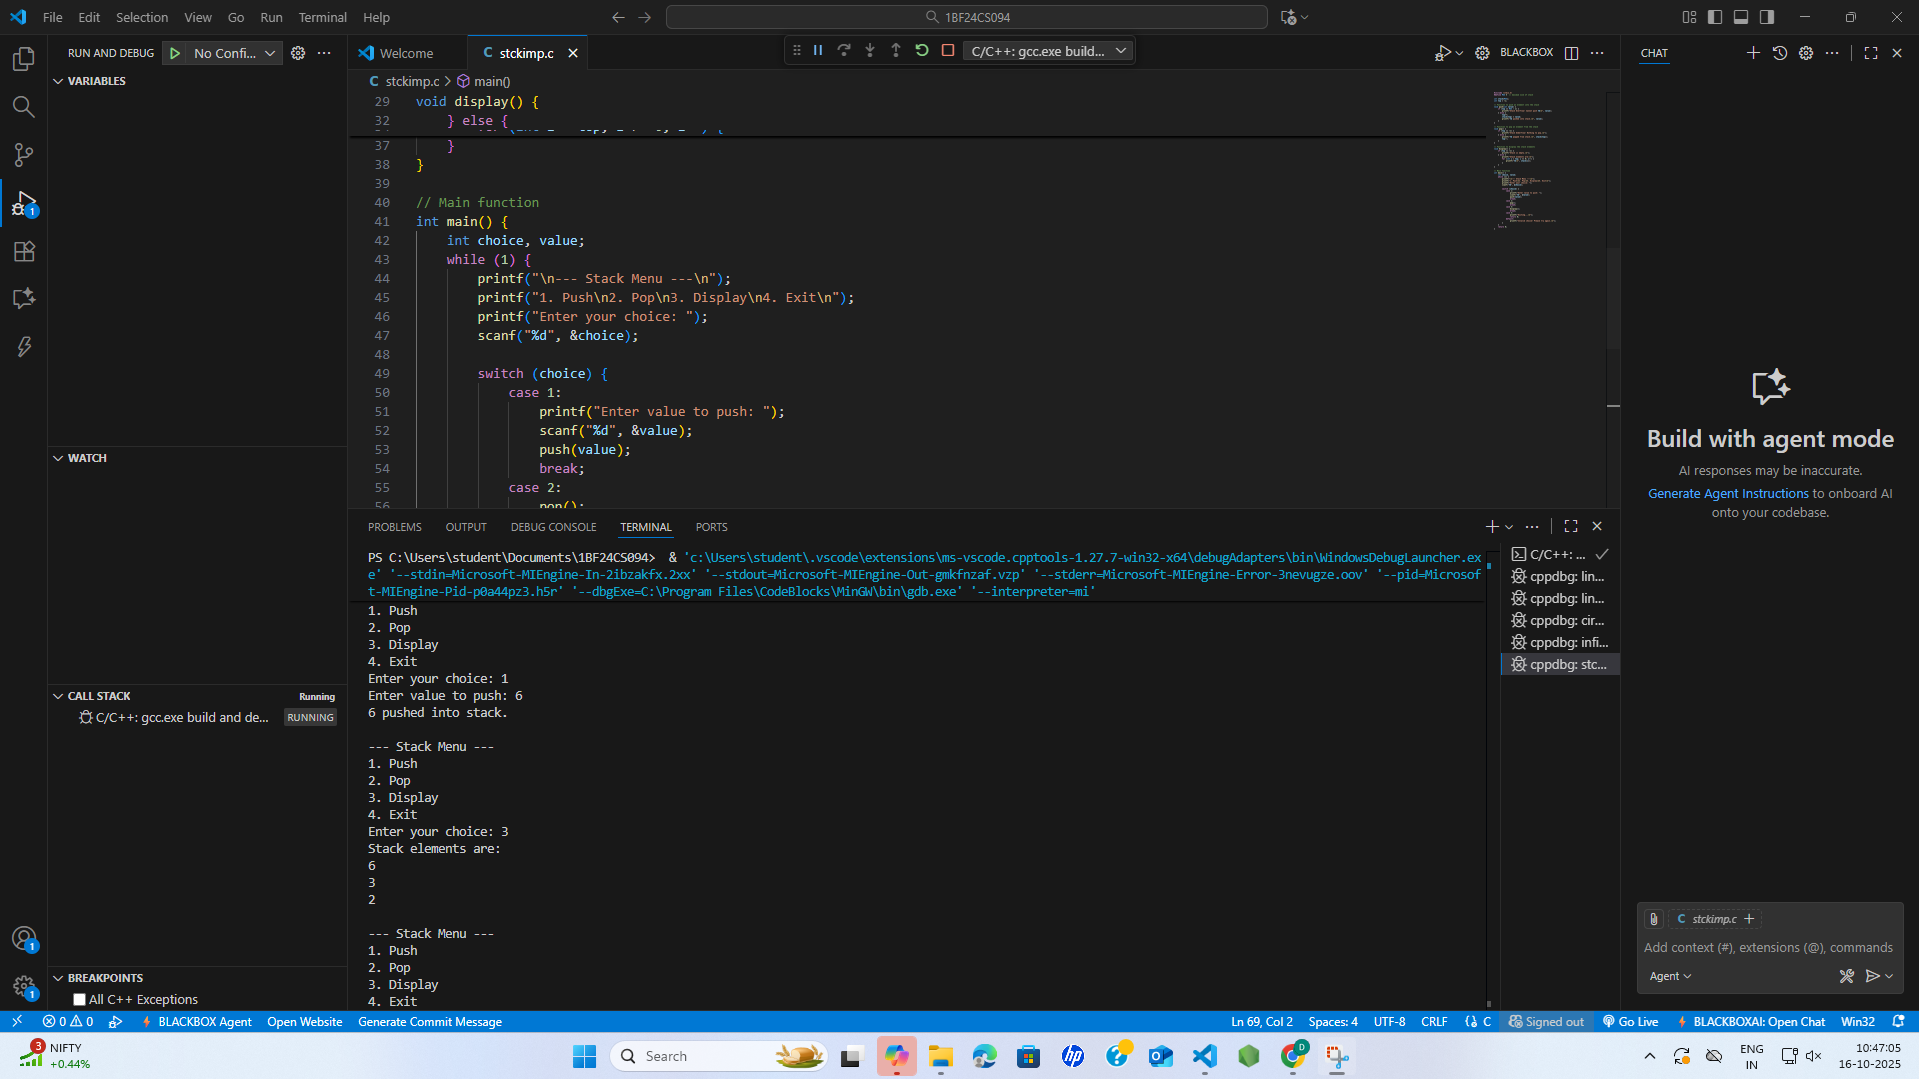 File Edit Selection View Go Run Terminal Help
1BF24CS094
RUN AND DEBUG No Confi...
VARIABLES
WATCH
CALL STACK Running
C/C++: gcc.exe build and de... RUNNING
BREAKPOINTS
All C++ Exceptions
Welcome
C stckimp.c
C/C++: gcc.exe build...
BLACKBOX
C stckimp.c > main()
29 void display() {
32 } else {
37 }
38 }
39
40 // Main function
41 int main() {
42 int choice, value;
43 while (1) {
44 printf("\n--- Stack Menu ---\n");
45 printf("1. Push\n2. Pop\n3. Display\n4. Exit\n");
46 printf("Enter your choice: ");
47 scanf("%d", &choice);
48
49 switch (choice) {
50 case 1:
51 printf("Enter value to push: ");
52 scanf("%d", &value);
53 push(value);
54 break;
55 case 2:
56 pop();
PROBLEMS OUTPUT DEBUG CONSOLE TERMINAL PORTS
PS C:\Users\student\Documents\1BF24CS094> & 'c:\Users\student\.vscode\extensions\ms-vscode.cpptools-1.27.7-win32-x64\debugAdapters\bin\WindowsDebugLauncher.ex
e' '--stdin=Microsoft-MIEngine-In-2ibzakfx.2xx' '--stdout=Microsoft-MIEngine-Out-gmkfnzaf.vzp' '--stderr=Microsoft-MIEngine-Error-3nevugze.oov' '--pid=Microsof
t-MIEngine-Pid-p0a44pz3.h5r' '--dbgExe=C:\Program Files\CodeBlocks\MinGW\bin\gdb.exe' '--interpreter=mi'
1. Push
2. Pop
3. Display
4. Exit
Enter your choice: 1
Enter value to push: 6
6 pushed into stack.
--- Stack Menu ---
1. Push
2. Pop
3. Display
4. Exit
Enter your choice: 3
Stack elements are:
6
3
2
--- Stack Menu ---
1. Push
2. Pop
3. Display
4. Exit
C/C++: ...
cppdbg: lin...
cppdbg: lin...
cppdbg: cir...
cppdbg: infi...
cppdbg: stc...
CHAT
Build with agent mode
AI responses may be inaccurate.
Generate Agent Instructions to onboard AI
onto your codebase.
C stckimp.c +
Add context (#), extensions (@), commands
Agent
1
1
1
0 0 BLACKBOX Agent Open Website Generate Commit Message
Ln 69, Col 2 Spaces: 4 UTF-8 CRLF {} C Signed out Go Live BLACKBOXAI: Open Chat Win32
3
NIFTY
+0.44%
Search
hp
D
ENG
IN
10:47:05
16-10-2025